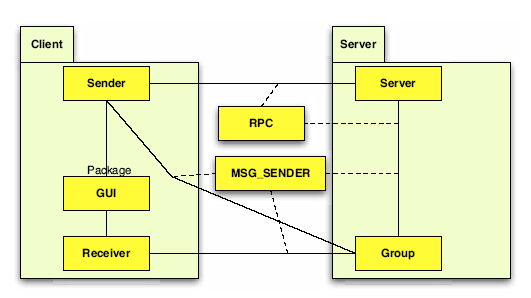 Client
Server
Sender
Server
RPC
Package
MSG_SENDER
GUI
Receiver
Group